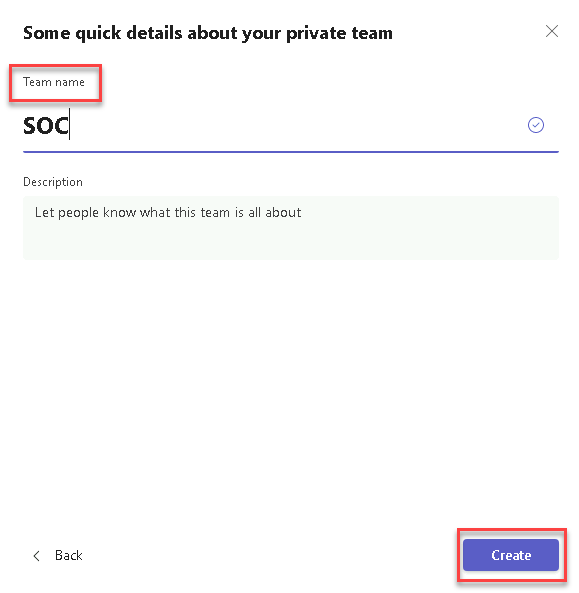 Some quick details about your private team
Team name
SOC
Description
Let people know what this team is all about
Back
Create